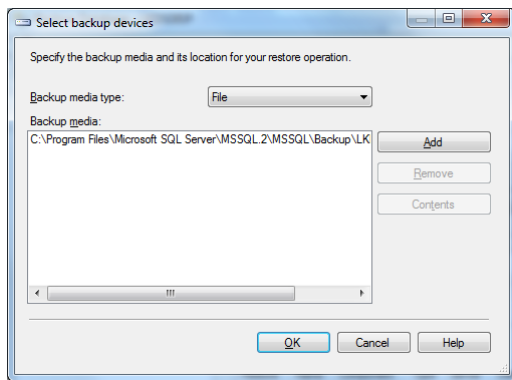 Select backup devices
Specify the backup media and its location for your restore operation.
Backup media type:
File
Backup media:
C:\Program Files\Microsoft SQL Server\MSSQL.2\MSSQL\Backup\LK
Add
Remove
Contents
OK
Cancel
Help